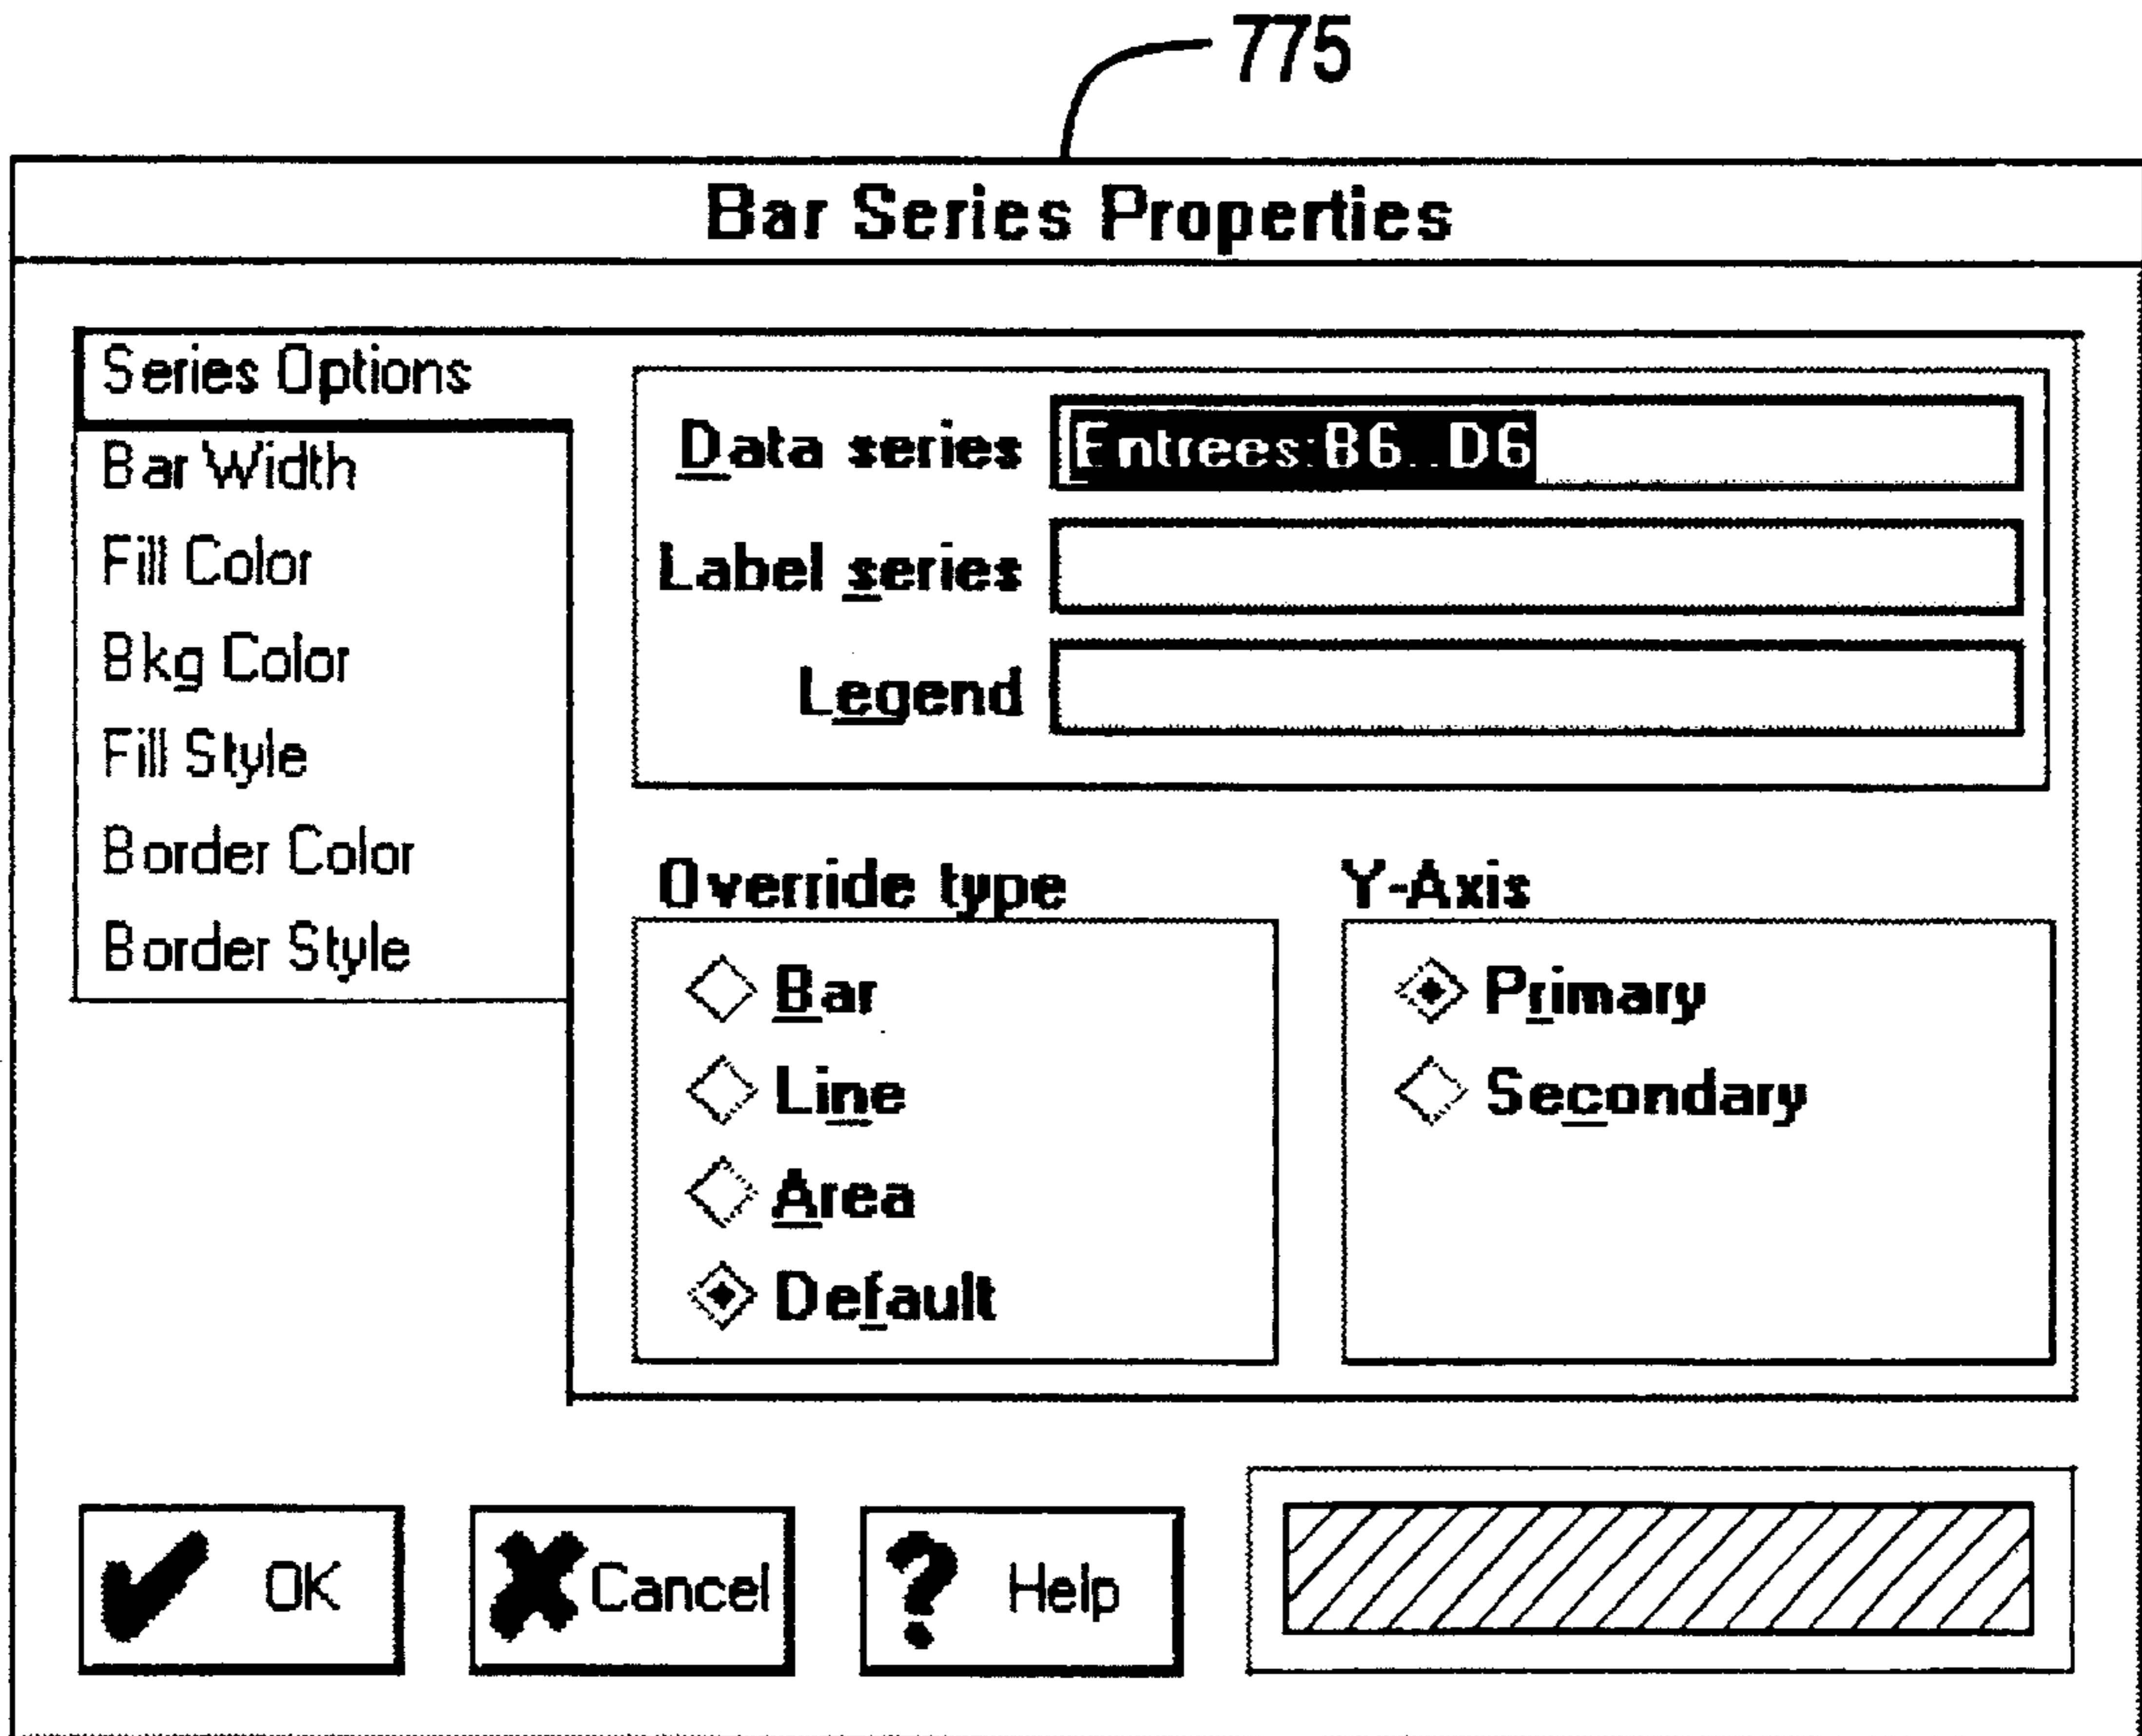 775
Bar Series Properties
Series Options
Bar Width
Fill Color
Bkg Color
Fill Style
Border Color
Border Style
Data series Entrees:B6..D6
Label series
Legend
Override type
Bar
Line
Area
Default
Y-Axis
Primary
Secondary
OK
Cancel
Help